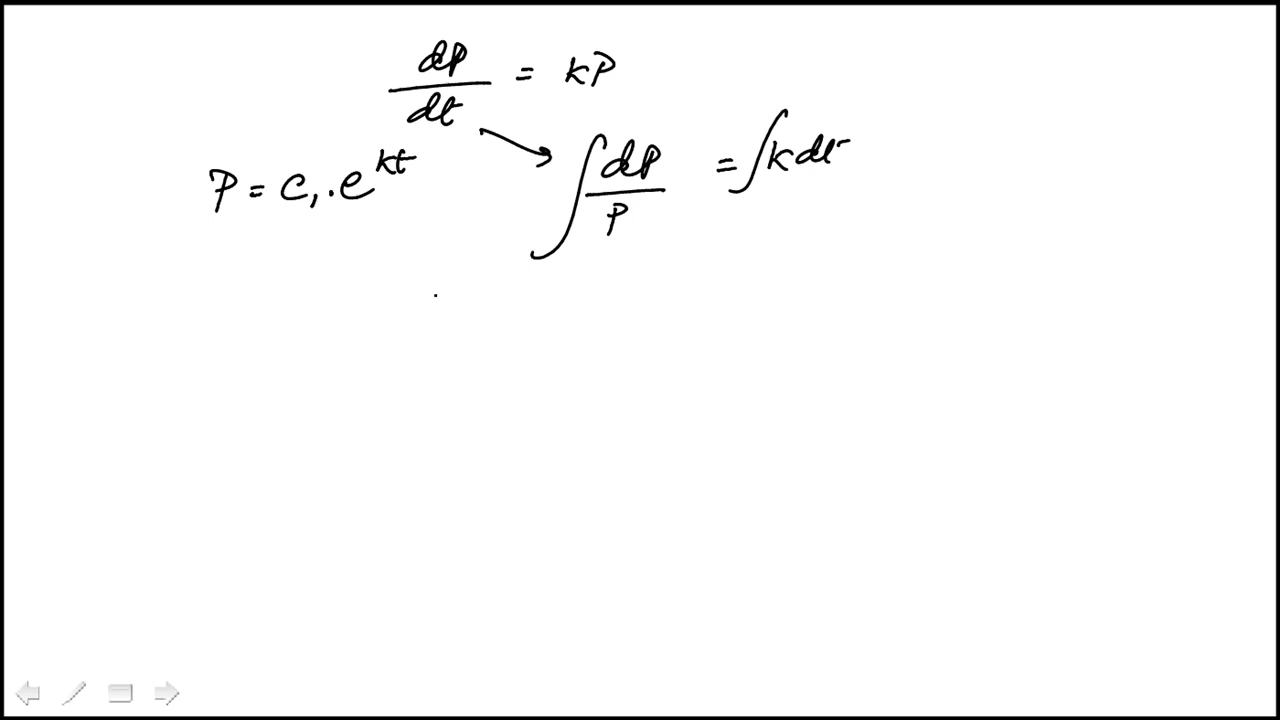 dP/dt = kP
P = C₁ · e^{kt}
∫ dP/P = ∫ k dt